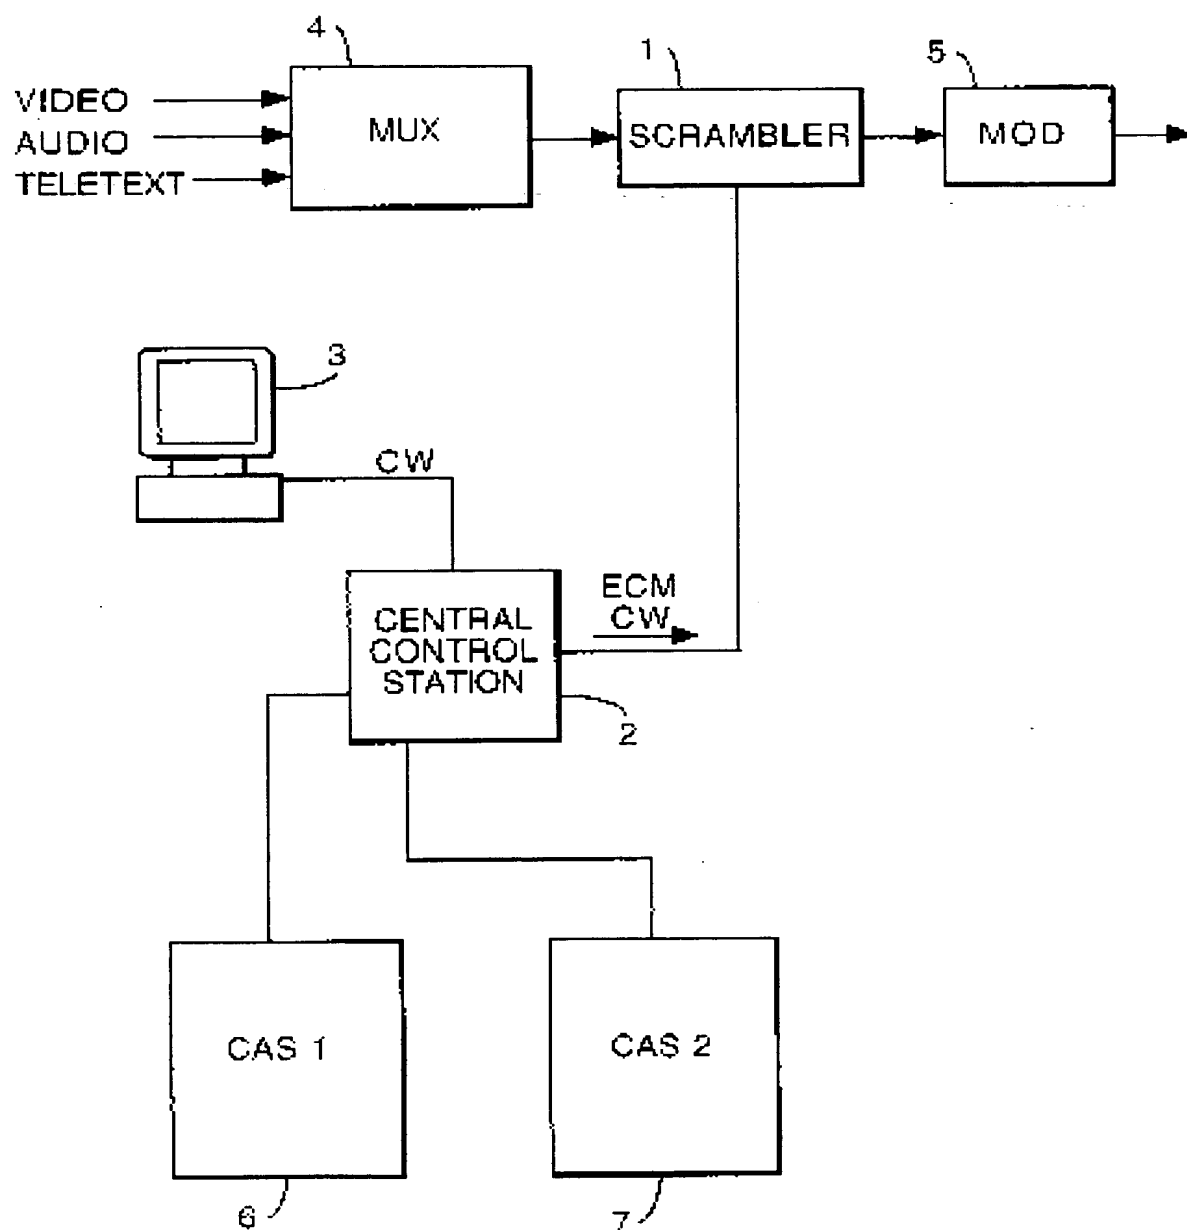 4
1
5
VIDEO
AUDIO
TELETEXT
MUX
SCRAMBLER
MOD
3
CW
ECM
CW
CENTRAL
CONTROL
STATION
2
CAS 1
CAS 2
6
7